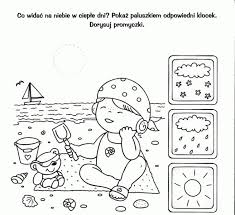 Co widać na niebie w ciepłe dni? Pokaż paluszkiem odpowiedni klocek.
Dorysuj promyczki.